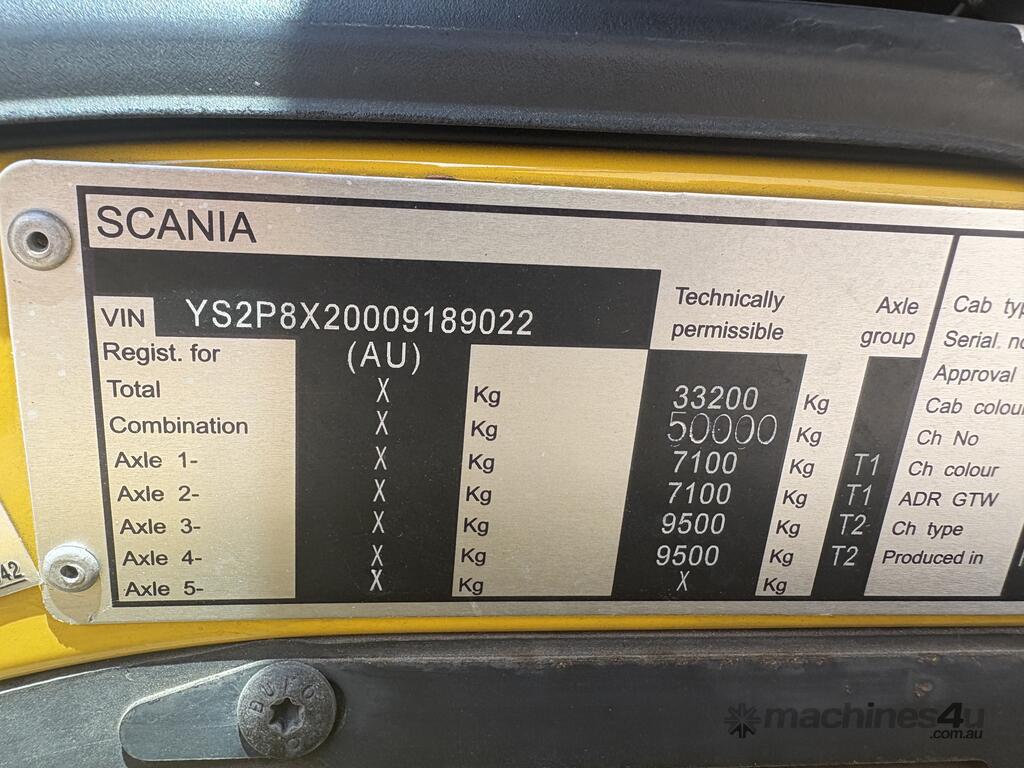 SCANIA
VIN YS2P8X20009189022
Technically permissible Axle group
Regist. for (AU)
Total X Kg 33200 Kg
Combination X Kg 50000 Kg
Axle 1- X Kg 7100 Kg T1
Axle 2- X Kg 7100 Kg T1
Axle 3- X Kg 9500 Kg T2
Axle 4- X Kg 9500 Kg T2
Axle 5- X Kg X Kg
Serial.
Approval
Cab
Ch No
Ch colour
ADR GTW
Ch type
Produced in
42
BUFO
machines4u
.com.au